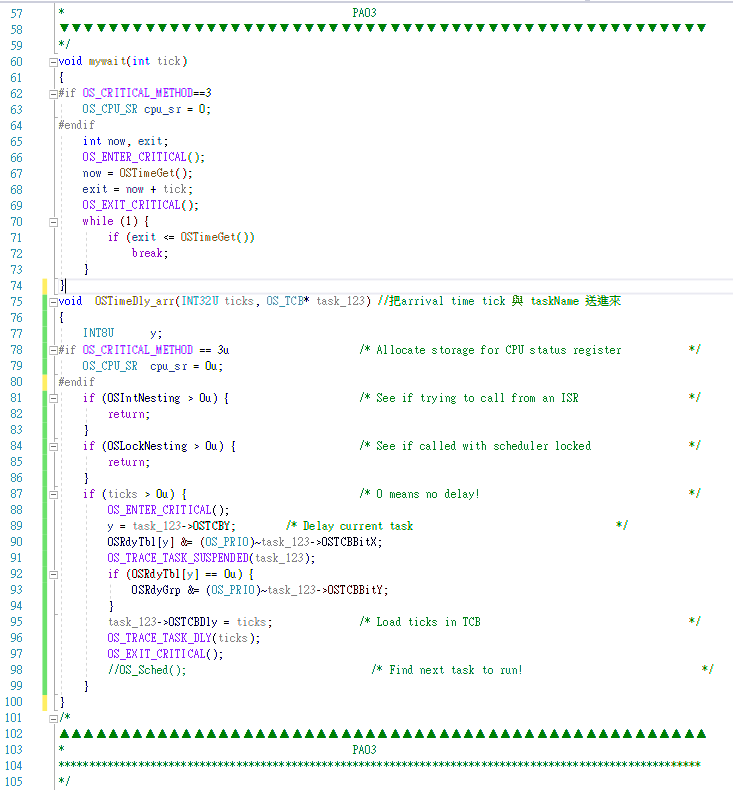 57 * PA03
58 ▼▼▼▼▼▼▼▼▼▼▼▼▼▼▼▼▼▼▼▼▼▼▼▼▼▼▼▼▼▼▼▼▼▼▼▼▼▼▼▼▼▼
59 */
60 void mywait(int tick)
61 {
62 #if OS_CRITICAL_METHOD==3
63 OS_CPU_SR cpu_sr = 0;
64 #endif
65 int now, exit;
66 OS_ENTER_CRITICAL();
67 now = OSTimeGet();
68 exit = now + tick;
69 OS_EXIT_CRITICAL();
70 while (1) {
71 if (exit <= OSTimeGet())
72 break;
73 }
74 }
75 void OSTimeDly_arr(INT32U ticks, OS_TCB* task_123) //把arrival time tick 與 taskName 送進來
76 {
77 INT8U y;
78 #if OS_CRITICAL_METHOD == 3u /* Allocate storage for CPU status register */
79 OS_CPU_SR cpu_sr = 0u;
80 #endif
81 if (OSIntNesting > 0u) { /* See if trying to call from an ISR */
82 return;
83 }
84 if (OSLockNesting > 0u) { /* See if called with scheduler locked */
85 return;
86 }
87 if (ticks > 0u) { /* 0 means no delay! */
88 OS_ENTER_CRITICAL();
89 y = task_123->OSTCBY; /* Delay current task */
90 OSRdyTbl[y] &= (OS_PRIO)~task_123->OSTCBBitX;
91 OS_TRACE_TASK_SUSPENDED(task_123);
92 if (OSRdyTbl[y] == 0u) {
93 OSRdyGrp &= (OS_PRIO)~task_123->OSTCBBitY;
94 }
95 task_123->OSTCBDly = ticks; /* Load ticks in TCB */
96 OS_TRACE_TASK_DLY(ticks);
97 OS_EXIT_CRITICAL();
98 //OS_Sched(); /* Find next task to run! */
99 }
100 }
101 /*
102 ▲▲▲▲▲▲▲▲▲▲▲▲▲▲▲▲▲▲▲▲▲▲▲▲▲▲▲▲▲▲▲▲▲▲▲▲▲▲▲▲▲▲
103 * PA03
104 *********************************************************************************************************
105 */